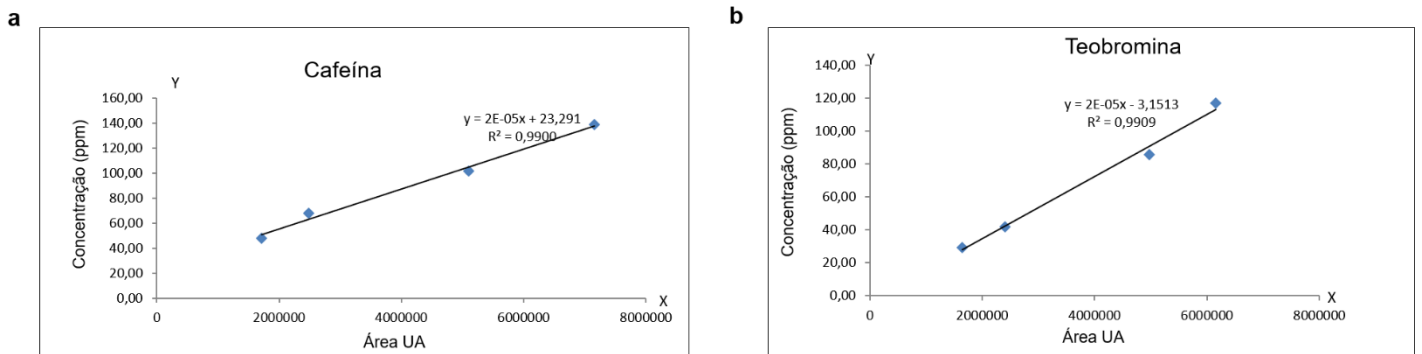 a
Cafeína
Y
160,00
140,00
120,00
100,00
80,00
60,00
40,00
20,00
0,00
Concentração (ppm)
y = 2E-05x + 23,291
R² = 0,9900
0
2000000
4000000
6000000
8000000
X
Área UA
b
Teobromina
Y
140,00
120,00
100,00
80,00
60,00
40,00
20,00
0,00
Concentração (ppm)
y = 2E-05x - 3,1513
R² = 0,9909
0
2000000
4000000
6000000
8000000
X
Área UA